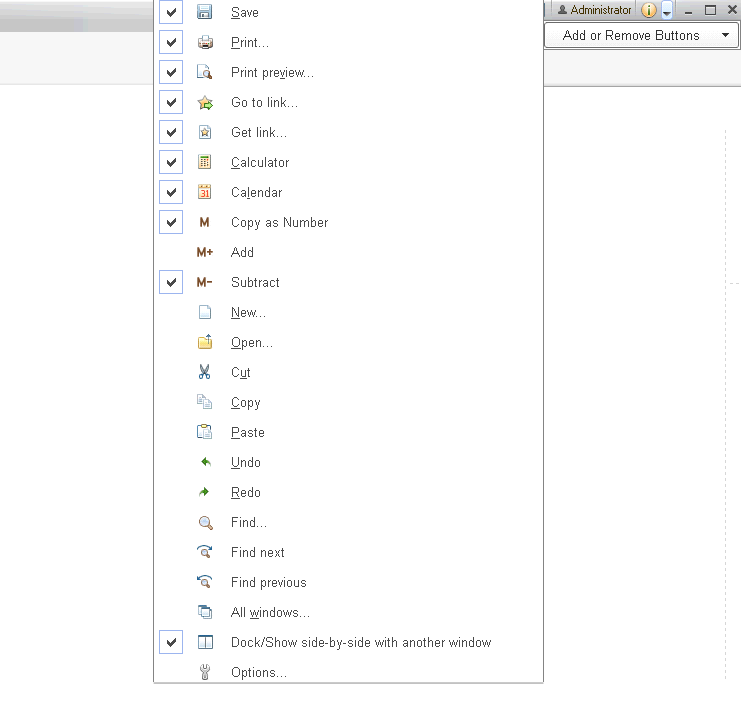 Administrator
Add or Remove Buttons
Save
Print...
Print preview...
Go to link...
Get link...
Calculator
31 Calendar
M Copy as Number
M+ Add
M- Subtract
New...
Open...
Cut
Copy
Paste
Undo
Redo
Find...
Find next
Find previous
All windows...
Dock/Show side-by-side with another window
Options...